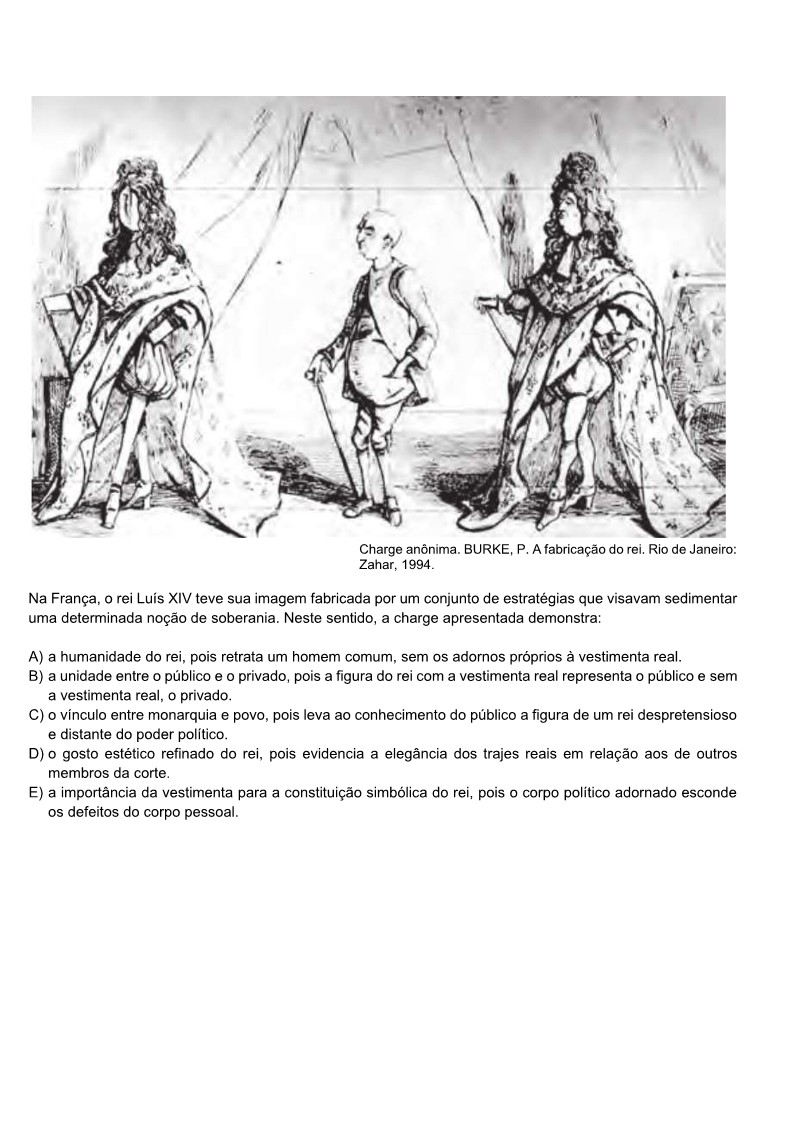 Charge anônima. BURKE, P. A fabricação do rei. Rio de Janeiro:
Zahar, 1994.
Na França, o rei Luís XIV teve sua imagem fabricada por um conjunto de estratégias que visavam sedimentar
uma determinada noção de soberania. Neste sentido, a charge apresentada demonstra:
A) a humanidade do rei, pois retrata um homem comum, sem os adornos próprios à vestimenta real.
B) a unidade entre o público e o privado, pois a figura do rei com a vestimenta real representa o público e sem
a vestimenta real, o privado.
C) o vínculo entre monarquia e povo, pois leva ao conhecimento do público a figura de um rei despretensioso
e distante do poder político.
D) o gosto estético refinado do rei, pois evidencia a elegância dos trajes reais em relação aos de outros
membros da corte.
E) a importância da vestimenta para a constituição simbólica do rei, pois o corpo político adornado esconde
os defeitos do corpo pessoal.